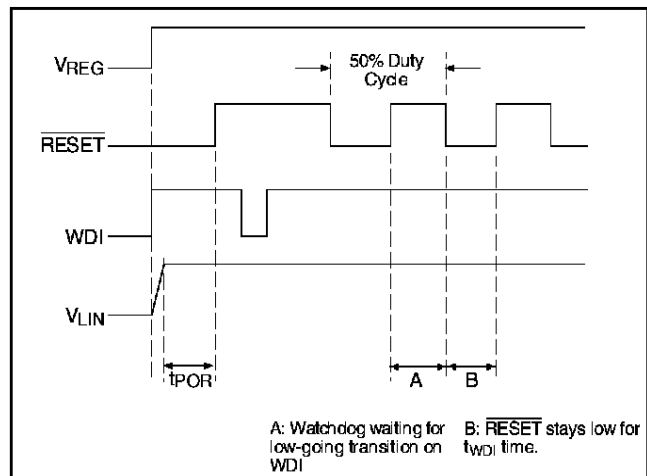 VREG
50% Duty
Cycle
RESET
WDI
VLIN
tPOR
A
B
A: Watchdog waiting for
low-going transition on
WDI
B: RESET stays low for
tWDI time.